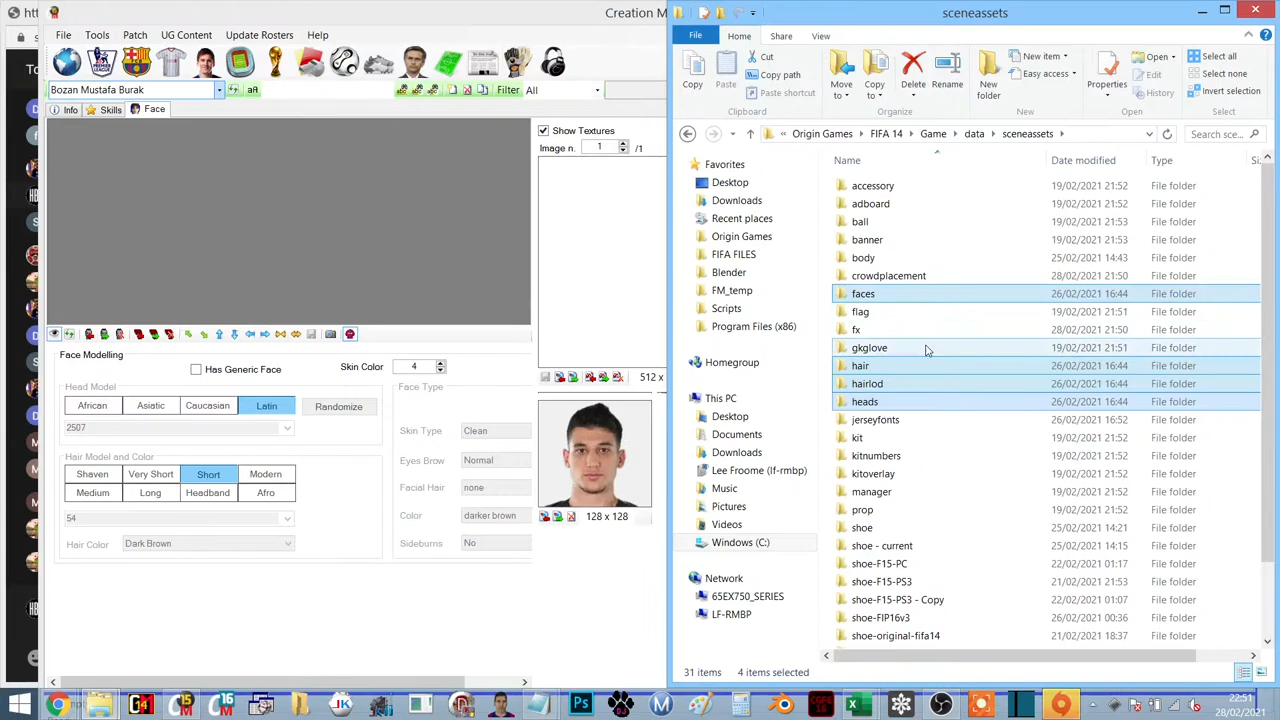 htt
Creation M
sceneassets
File Tools Patch UG Content Update Rosters Help
File Home Share View
Copy
Paste
Cut
Copy path
Paste shortcut
Clipboard
Move to
Copy to
Delete
Rename
Organize
New folder
New item
Easy access
New
Properties
Open
Edit
History
Open
Select all
Select none
Invert selection
Select
Bozan Mustafa Burak
Filter All
Info Skills Face
Origin Games FIFA 14 Game data sceneassets
Search sce...
To
Show Textures
Image n. 1 /1
Name Date modified Type Si
Favorites
Desktop
Downloads
Recent places
Origin Games
FIFA FILES
Blender
FM_temp
Scripts
Program Files (x86)
Homegroup
This PC
Desktop
Documents
Downloads
Lee Froome (lf-rmbp)
Music
Pictures
Videos
Windows (C:)
Network
65EX750_SERIES
LF-RMBP
accessory 19/02/2021 21:52 File folder
adboard 19/02/2021 21:52 File folder
ball 19/02/2021 21:53 File folder
banner 19/02/2021 21:53 File folder
body 25/02/2021 14:43 File folder
crowdplacement 28/02/2021 21:50 File folder
faces 26/02/2021 16:44 File folder
flag 19/02/2021 21:51 File folder
fx 28/02/2021 21:50 File folder
gkglove 19/02/2021 21:51 File folder
hair 26/02/2021 16:44 File folder
hairlod 26/02/2021 16:44 File folder
heads 26/02/2021 16:44 File folder
jerseyfonts 26/02/2021 16:52 File folder
kit 19/02/2021 21:52 File folder
kitnumbers 19/02/2021 21:52 File folder
kitoverlay 19/02/2021 21:52 File folder
manager 19/02/2021 21:52 File folder
prop 19/02/2021 21:52 File folder
shoe 25/02/2021 14:21 File folder
shoe - current 25/02/2021 14:15 File folder
shoe-F15-PC 22/02/2021 01:17 File folder
shoe-F15-PS3 21/02/2021 21:53 File folder
shoe-F15-PS3 - Copy 22/02/2021 01:07 File folder
shoe-FIP16v3 26/02/2021 00:36 File folder
shoe-original-fifa14 21/02/2021 18:37 File folder
Face Modelling
Has Generic Face
Skin Color 4
Head Model
African Asiatic Caucasian Latin Randomize
2507
Hair Model and Color
Shaven Very Short Short Modern
Medium Long Headband Afro
54
Hair Color Dark Brown
Face Type
Skin Type Clean
Eyes Brow Normal
Facial Hair none
Color darker brown
Sideburns No
512 x
128 x 128
31 items 4 items selected
22:51
28/02/2021